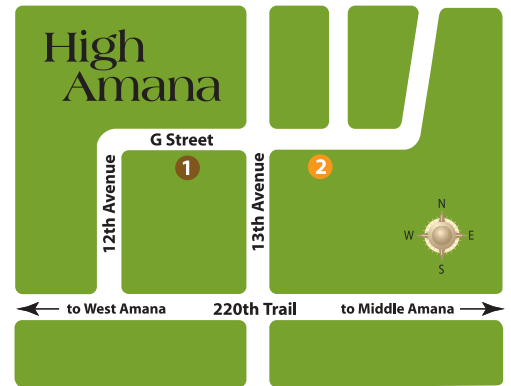 High
Amana
G Street
1
2
12th Avenue
13th Avenue
N
W
E
S
to West Amana
220th Trail
to Middle Amana